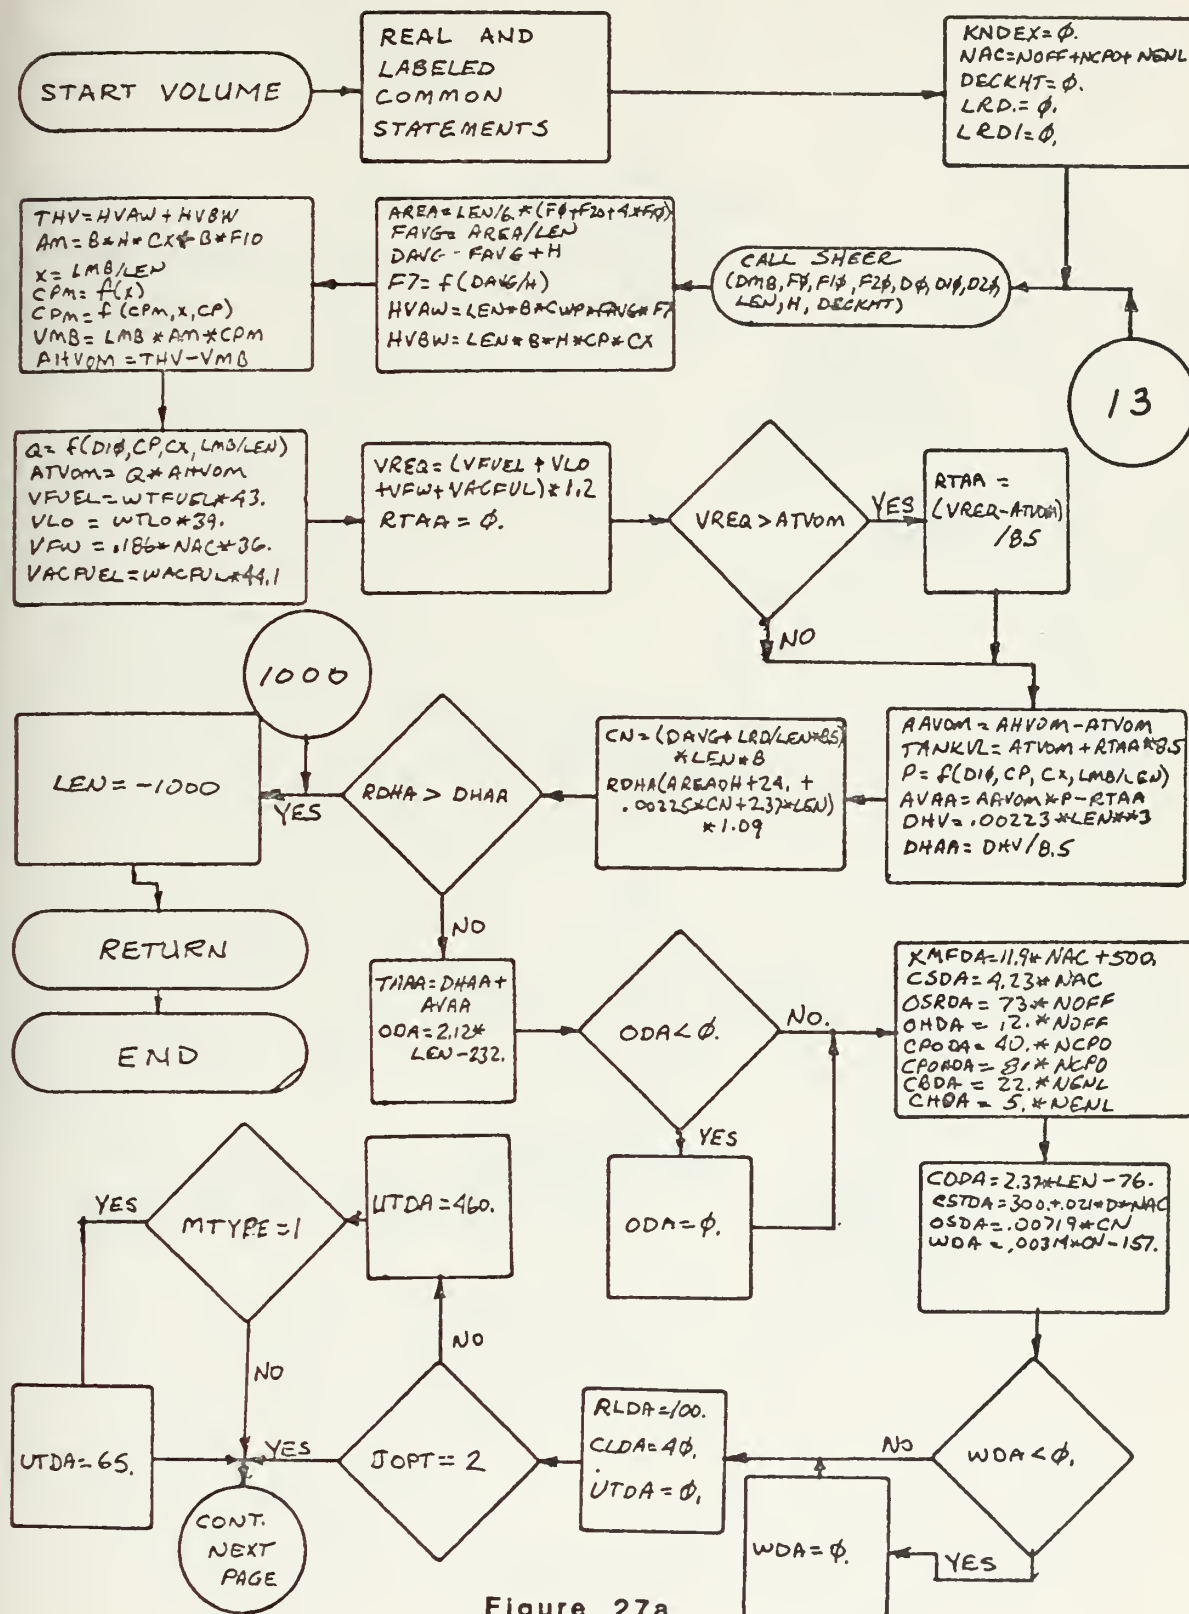 START VOLUME
REAL AND
LABELED
COMMON
STATEMENTS
KNDEX=Ø.
NAC=NOFF+NCPO+NENL
DECKHT=Ø.
LRD.=Ø.
LRD1=Ø.
13
CALL SHEER
(DMB, FØ, F1Ø, F2Ø, DØ, D1Ø, D2Ø,
LEN, H, DECKHT)
AREA=LEN/6.*(FØ+F20+4*F10)
FAVG=AREA/LEN
DAVG-FAVG+H
F7=f(DAVG/H)
HVAW=LEN*B*CWP*FAVG*F7
HVBW=LEN*B*H*CP*CX
THV=HVAW+HVBW
AM=B*H*CX+B*F10
X=LMB/LEN
CPM=f(X)
CPM=f(CPM,X,CP)
VMB=LMB*AM*CPM
AHVOM=THV-VMB
Q=f(D1Ø,CP,CX,LMB/LEN)
ATVOM=Q*AHVOM
VFUEL=WTFUEL*43.
VLO=WTLO*39.
VFW=.186*NAC*36.
VACFUEL=WACFUL*44.1
VREQ=(VFUEL+VLO
+VFW+VACFUL)*1.2
RTAA=Ø.
VREQ>ATVOM
YES
NO
RTAA=
(VREQ-ATVOM)
/8.5
AAVOM=AHVOM-ATVOM
TANKVL=ATVOM+RTAA*8.5
P=f(D1Ø,CP,CX,LMB/LEN)
AVAA=AAVOM*P-RTAA
DHV=.00223*LEN**3
DHAA=DHV/8.5
CN=(DAVG+LRD/LEN*8.5)
*LEN*B
RDHA(AREADH+24.+
.00225*CN+2.37*LEN)
*1.09
RDHA>DHAA
YES
NO
1000
LEN=-1000
RETURN
END
TMAA=DHAA+
AVAA
ODA=2.12*
LEN-232.
ODA<Ø.
NO.
YES
ODA=Ø.
XMFDA=11.9*NAC+500.
CSDA=4.23*NAC
OSRDA=73*NOFF
OHDA=12.*NOFF
CPODA=40.*NCPO
CBDA=22.*NENL
CHDA=5.*NENL
CODA=2.37*LEN-76.
CSTDA=300.+.021*D*NAC
OSDA=.00719*CN
WDA=.00314*CN-157.
WDA<Ø.
NO
YES
WDA=Ø.
RLDA=100.
CLDA=4Ø.
UTDA=Ø.
JOPT=2
YES
NO
UTDA=460.
MTYPE=1
YES
NO
UTDA=65.
CONT.
NEXT
PAGE
Figure 27a